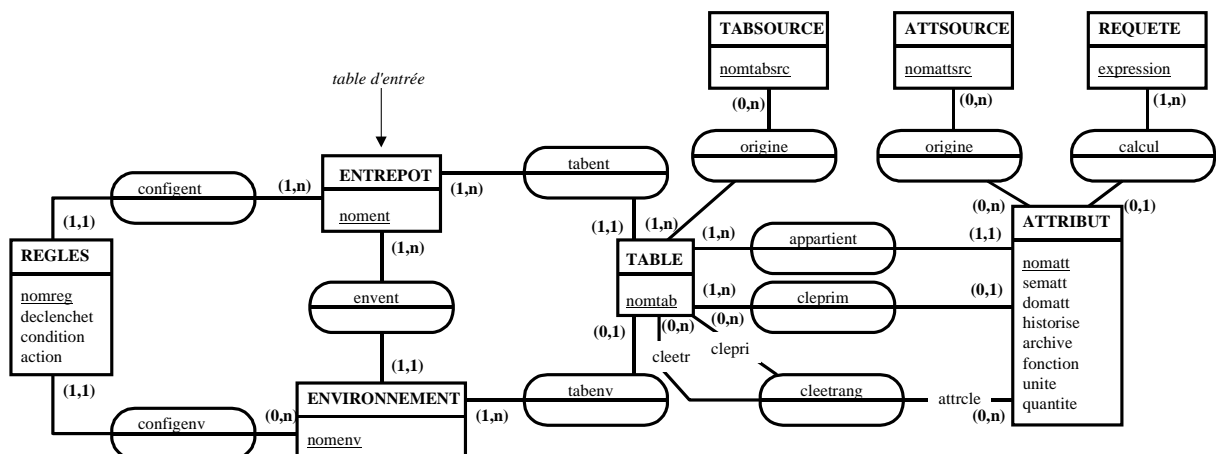 TABSOURCE
nomtabsrc
ATTSOURCE
nomattsrc
REQUETE
expression
table d'entrée
(0,n)
(0,n)
(1,n)
origine
origine
calcul
configent
(1,n)
ENTREPOT
noment
(1,n)
tabent
(0,n)
(0,1)
(1,1)
(1,n)
(1,1)
(1,n)
(1,n)
appartient
(1,1)
REGLES
nomreg
declenchet
condition
action
envent
TABLE
nomtab
(1,n)
(0,n)
(0,n)
cleprim
(0,1)
ATTRIBUT
nomatt
sematt
domatt
historise
archive
fonction
unite
quantite
(0,1)
cleetr
clepri
(1,1)
(1,1)
configenv
(0,n)
ENVIRONNEMENT
nomenv
(1,n)
tabenv
cleetrang
attrcle
(0,n)